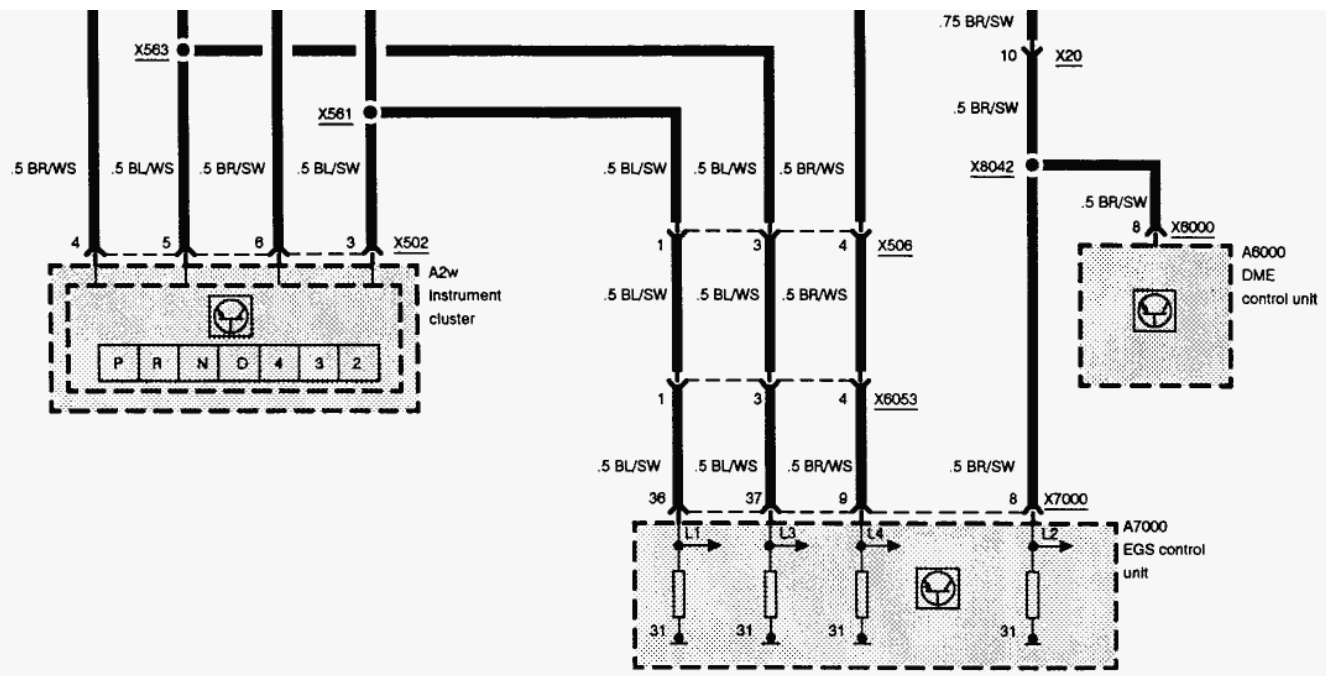 .75 BR/SW
X563
10 X20
X561
.5 BR/SW
.5 BR/WS .5 BL/WS .5 BR/SW .5 BL/SW .5 BL/SW .5 BL/WS .5 BR/WS X8042
.5 BR/SW
4 5 6 3 X502 1 3 4 X506 8 X6000
A2w
Instrument
cluster
A6000
DME
control unit
.5 BL/SW .5 BL/WS .5 BR/WS
P R N D 4 3 2
1 3 4 X6053
.5 BL/SW .5 BL/WS .5 BR/WS .5 BR/SW
36 37 9 8 X7000
L1 L3 L4 L2
A7000
EGS control
unit
31 31 31 31